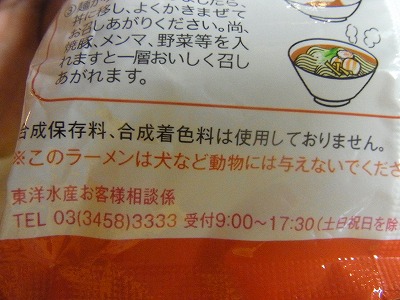 ③麺が
丼に移し、よくかきまぜて
お召しあがりください。尚、
焼豚、メンマ、野菜等を入
れますと一層おいしく召し
あがれます。
合成保存料、合成着色料は使用しておりません。
※このラーメンは犬など動物には与えないでくださ
東洋水産お客様相談係
TEL 03(3458)3333 受付9:00〜17:30(土日祝日を除